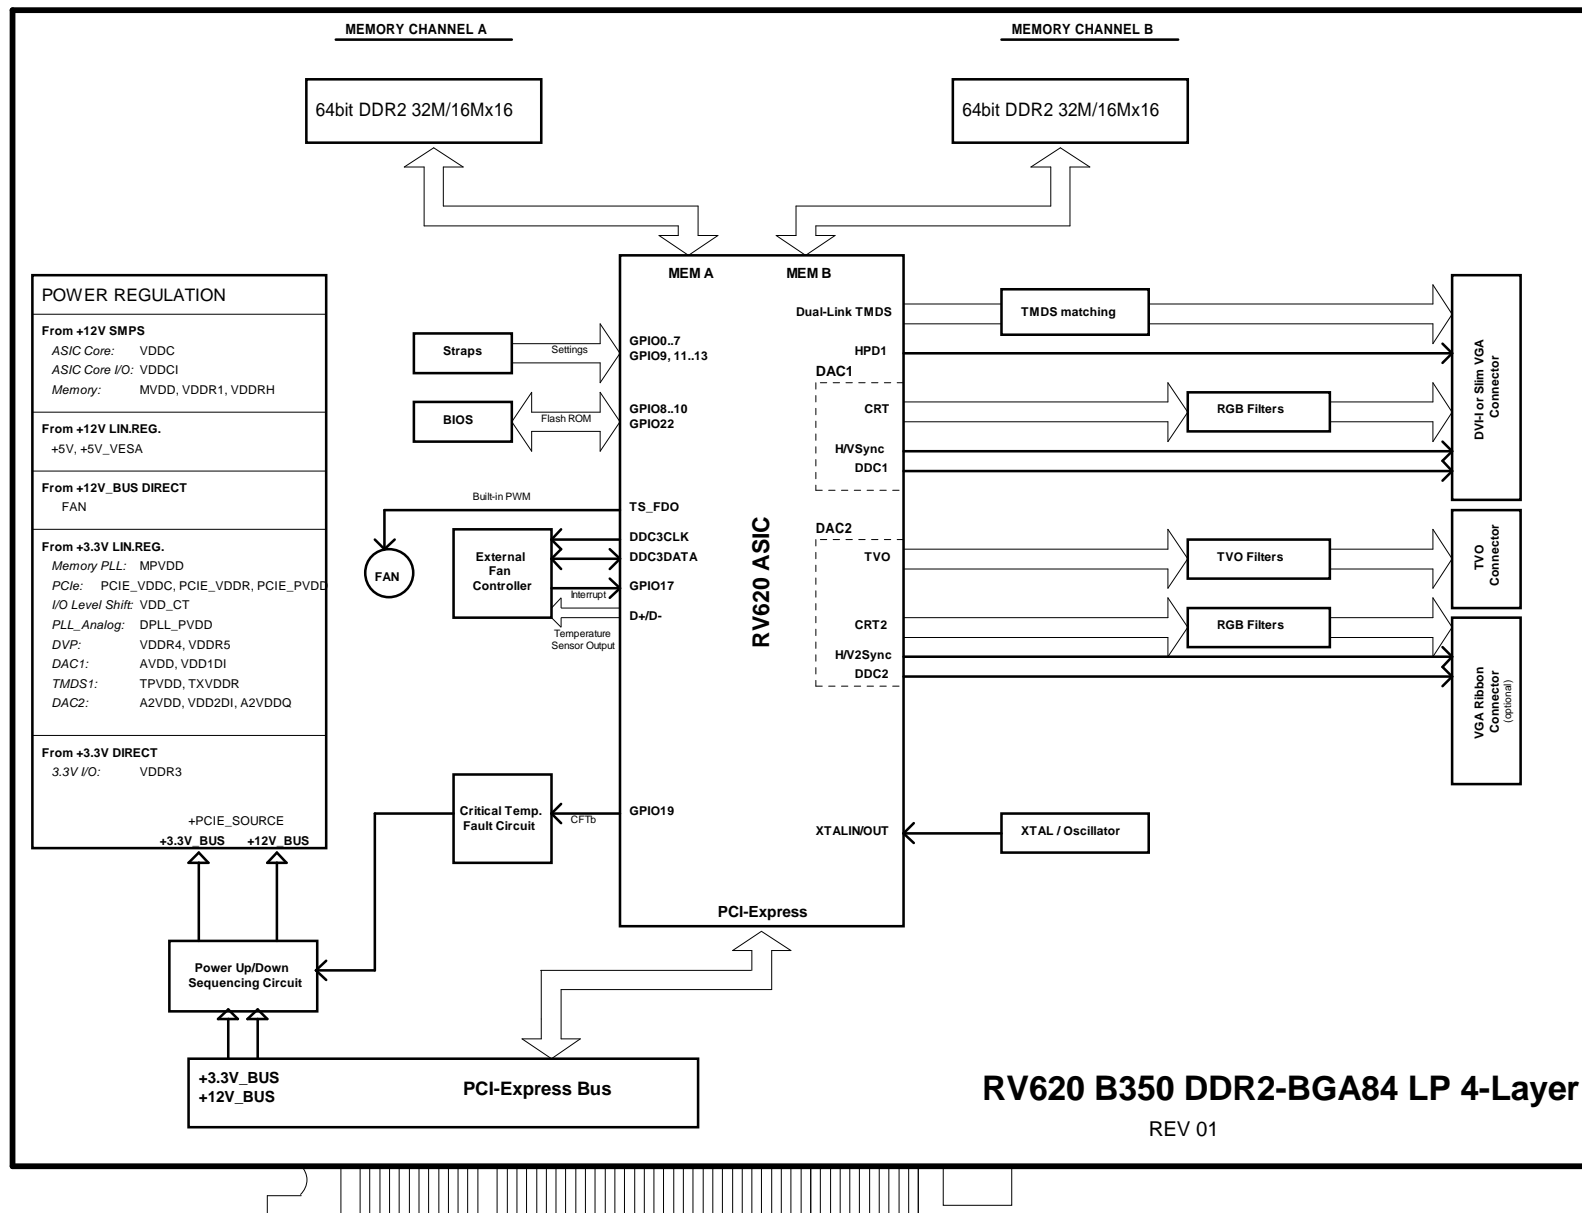 MEMORY CHANNEL A
MEMORY CHANNEL B
64bit DDR2 32M/16Mx16
64bit DDR2 32M/16Mx16
POWER REGULATION
From +12V SMPS
ASIC Core: VDDC
ASIC Core I/O: VDDCI
Memory: MVDD, VDDR1, VDDRH
From +12V LIN.REG.
+5V, +5V_VESA
From +12V_BUS DIRECT
FAN
From +3.3V LIN.REG.
Memory PLL: MPVDD
PCIe: PCIE_VDDC, PCIE_VDDR, PCIE_PVDD
I/O Level Shift: VDD_CT
PLL_Analog: DPLL_PVDD
DVP: VDDR4, VDDR5
DAC1: AVDD, VDD1DI
TMDS1: TPVDD, TXVDDR
DAC2: A2VDD, VDD2DI, A2VDDQ
From +3.3V DIRECT
3.3V I/O: VDDR3
+PCIE_SOURCE
+3.3V_BUS +12V_BUS
Power Up/Down
Sequencing Circuit
+3.3V_BUS
+12V_BUS
PCI-Express Bus
Straps
Settings
BIOS
Flash ROM
Built-in PWM
FAN
External
Fan
Controller
Interrupt
Temperature
Sensor Output
Critical Temp.
Fault Circuit
CFTb
MEM A
MEM B
GPIO0..7
GPIO9, 11..13
GPIO8..10
GPIO22
TS_FDO
DDC3CLK
DDC3DATA
GPIO17
D+/D-
GPIO19
RV620 ASIC
PCI-Express
Dual-Link TMDS
HPD1
DAC1
CRT
H/VSync
DDC1
DAC2
TVO
CRT2
H/V2Sync
DDC2
XTALIN/OUT
TMDS matching
RGB Filters
TVO Filters
RGB Filters
XTAL / Oscillator
DVI-I or Slim VGA
Connector
TVO
Connector
VGA Ribbon
Connector
(optional)
RV620 B350 DDR2-BGA84 LP 4-Layer
REV 01